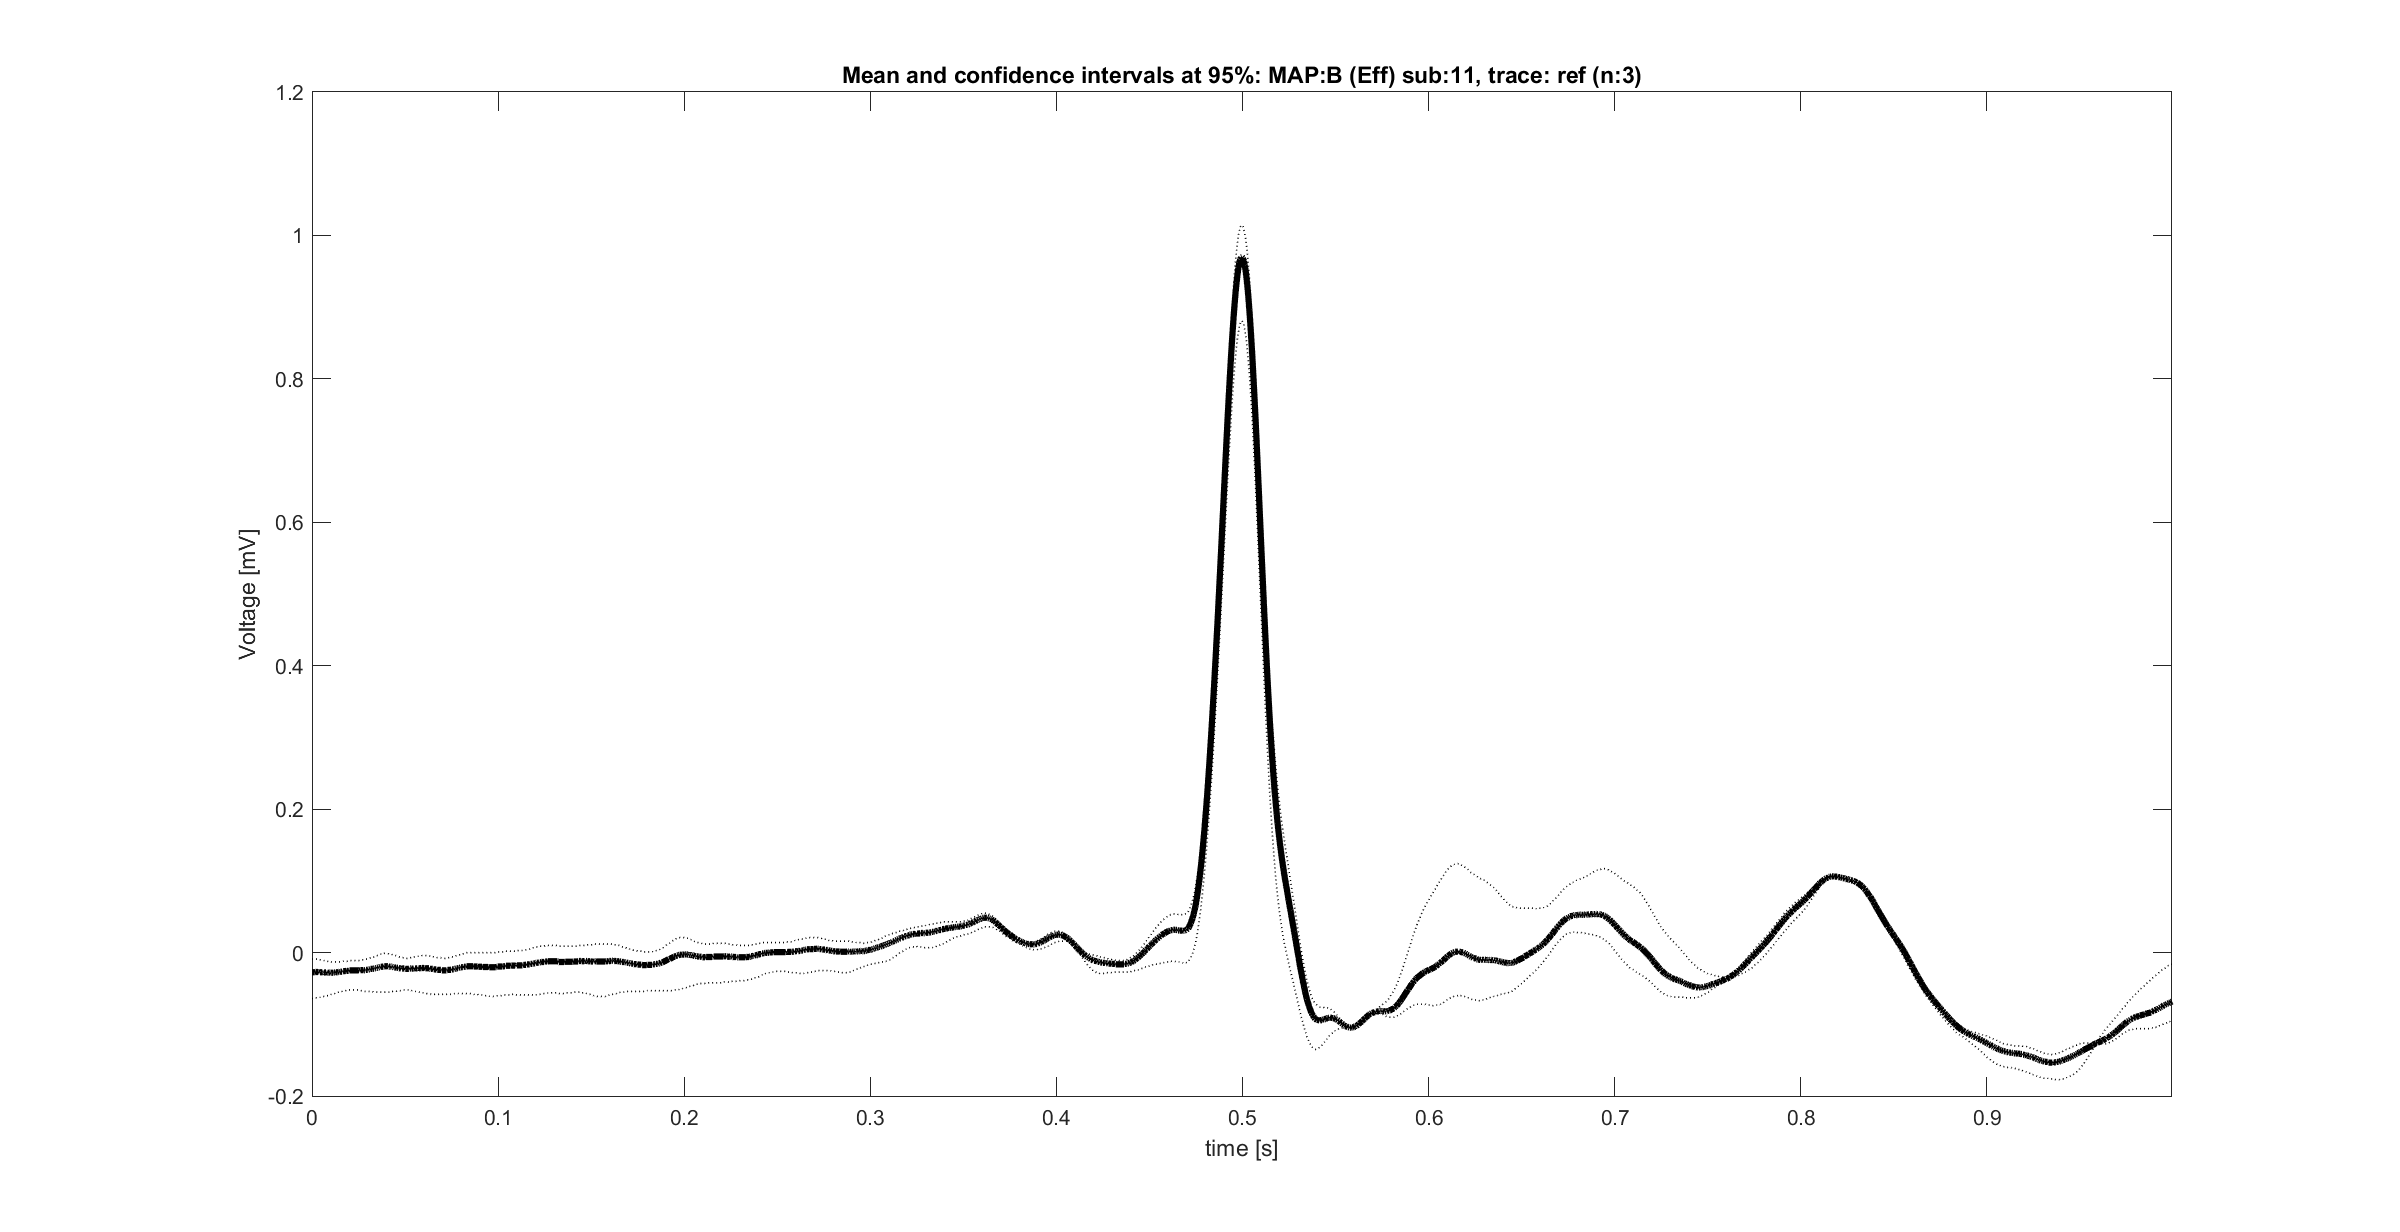 Mean and confidence intervals at 95%: MAP:B (Eff) sub:11, trace: ref (n:3)
1.2
1
0.8
0.6
0.4
0.2
0
-0.2
Voltage [mV]
0 0.1 0.2 0.3 0.4 0.5 0.6 0.7 0.8 0.9
time [s]